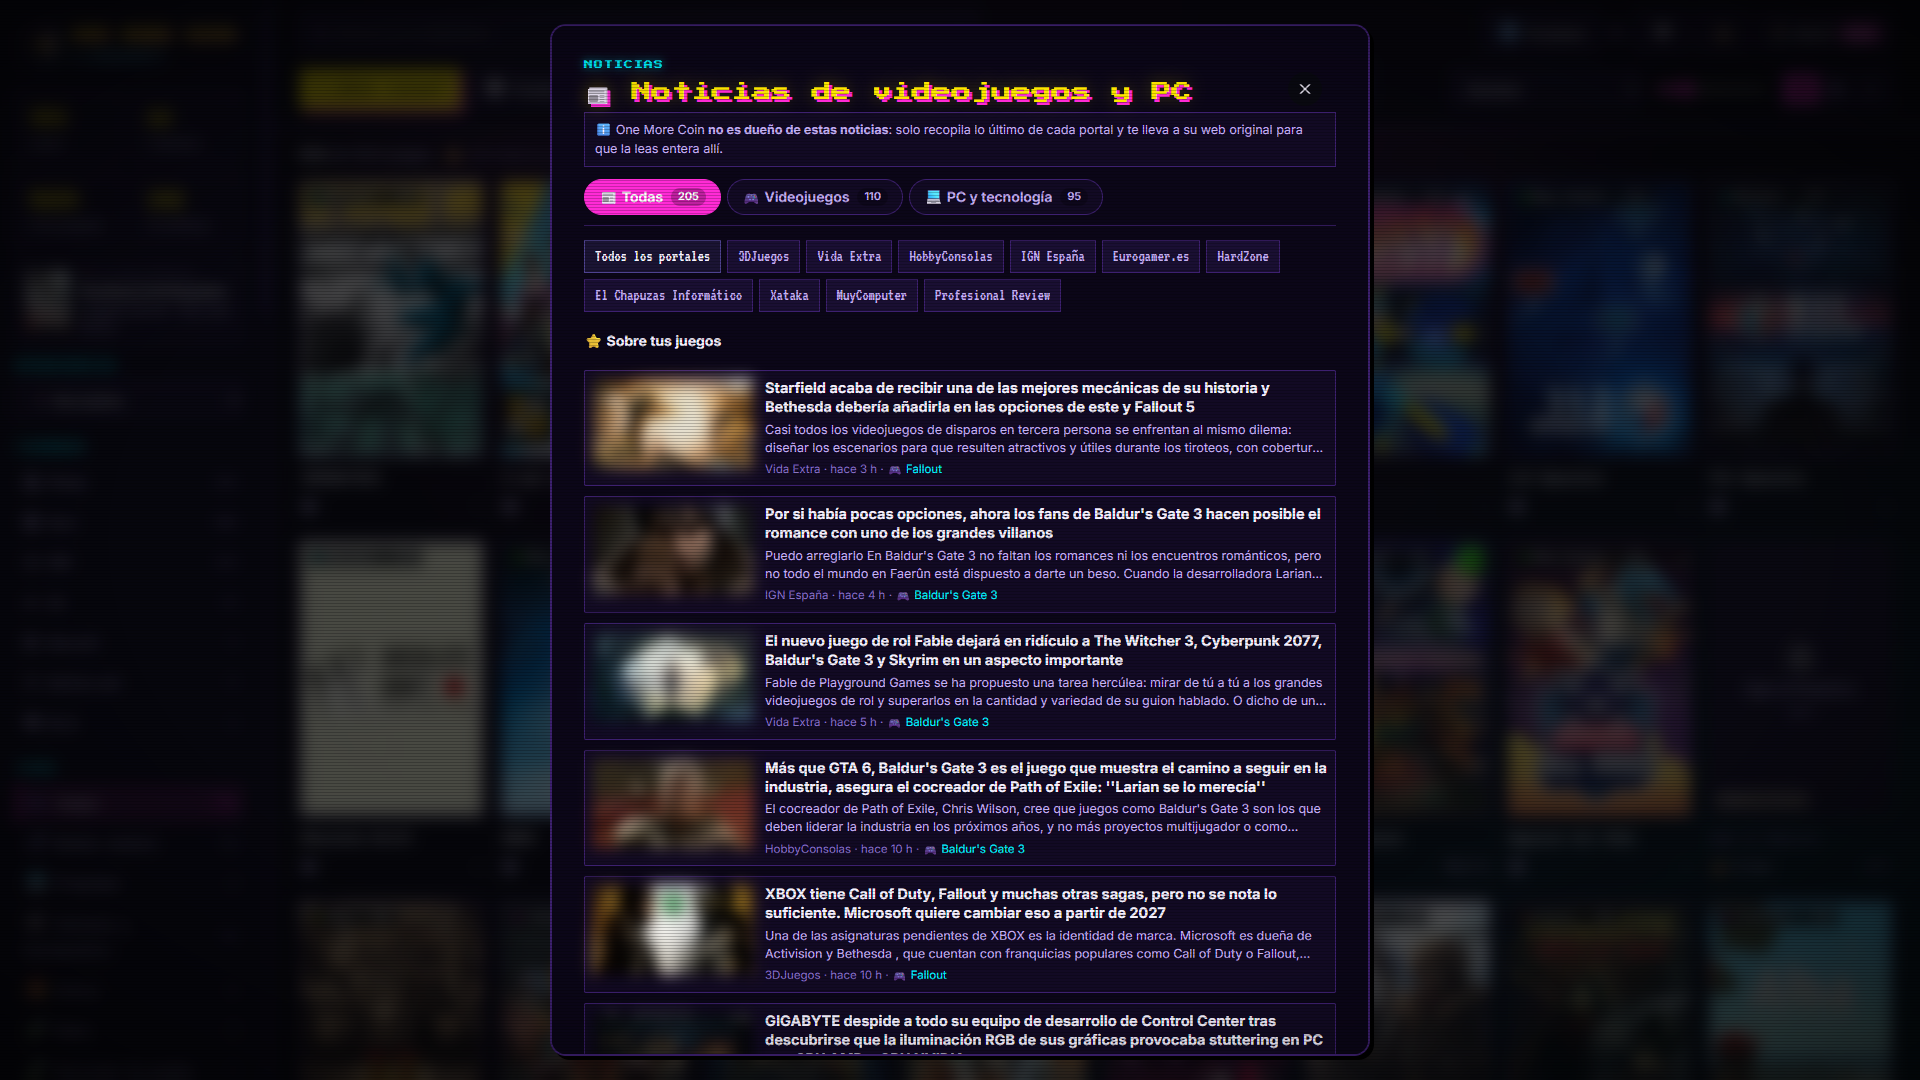 NOTICIAS
Noticias de videojuegos y PC
One More Coin no es dueño de estas noticias: solo recopila lo último de cada portal y te lleva a su web original para
que la leas entera allí.
Todas 205 Videojuegos 110 PC y tecnología 95
Todos los portales 3DJuegos Vida Extra HobbyConsolas IGN España Eurogamer.es HardZone
El Chapuzas Informático Xataka MuyComputer Profesional Review
Sobre tus juegos
Starfield acaba de recibir una de las mejores mecánicas de su historia y
Bethesda debería añadirla en las opciones de este y Fallout 5
Casi todos los videojuegos de disparos en tercera persona se enfrentan al mismo dilema:
diseñar los escenarios para que resulten atractivos y útiles durante los tiroteos, con cobertur...
Vida Extra · hace 3 h · Fallout
Por si había pocas opciones, ahora los fans de Baldur's Gate 3 hacen posible el
romance con uno de los grandes villanos
Puedo arreglarlo En Baldur's Gate 3 no faltan los romances ni los encuentros románticos, pero
no todo el mundo en Faerûn está dispuesto a darte un beso. Cuando la desarrolladora Larian...
IGN España · hace 4 h · Baldur's Gate 3
El nuevo juego de rol Fable dejará en ridículo a The Witcher 3, Cyberpunk 2077,
Baldur's Gate 3 y Skyrim en un aspecto importante
Fable de Playground Games se ha propuesto una tarea hercúlea: mirar de tú a tú a los grandes
videojuegos de rol y superarlos en la cantidad y variedad de su guion hablado. O dicho de un...
Vida Extra · hace 5 h · Baldur's Gate 3
Más que GTA 6, Baldur's Gate 3 es el juego que muestra el camino a seguir en la
industria, asegura el cocreador de Path of Exile: ''Larian se lo merecía''
El cocreador de Path of Exile, Chris Wilson, cree que juegos como Baldur's Gate 3 son los que
deben liderar la industria en los próximos años, y no más proyectos multijugador o como...
HobbyConsolas · hace 10 h · Baldur's Gate 3
XBOX tiene Call of Duty, Fallout y muchas otras sagas, pero no se nota lo
suficiente. Microsoft quiere cambiar eso a partir de 2027
Una de las asignaturas pendientes de XBOX es la identidad de marca. Microsoft es dueña de
Activision y Bethesda , que cuentan con franquicias populares como Call of Duty o Fallout,...
3DJuegos · hace 10 h · Fallout
GIGABYTE despide a todo su equipo de desarrollo de Control Center tras
descubrirse que la iluminación RGB de sus gráficas provocaba stuttering en PC